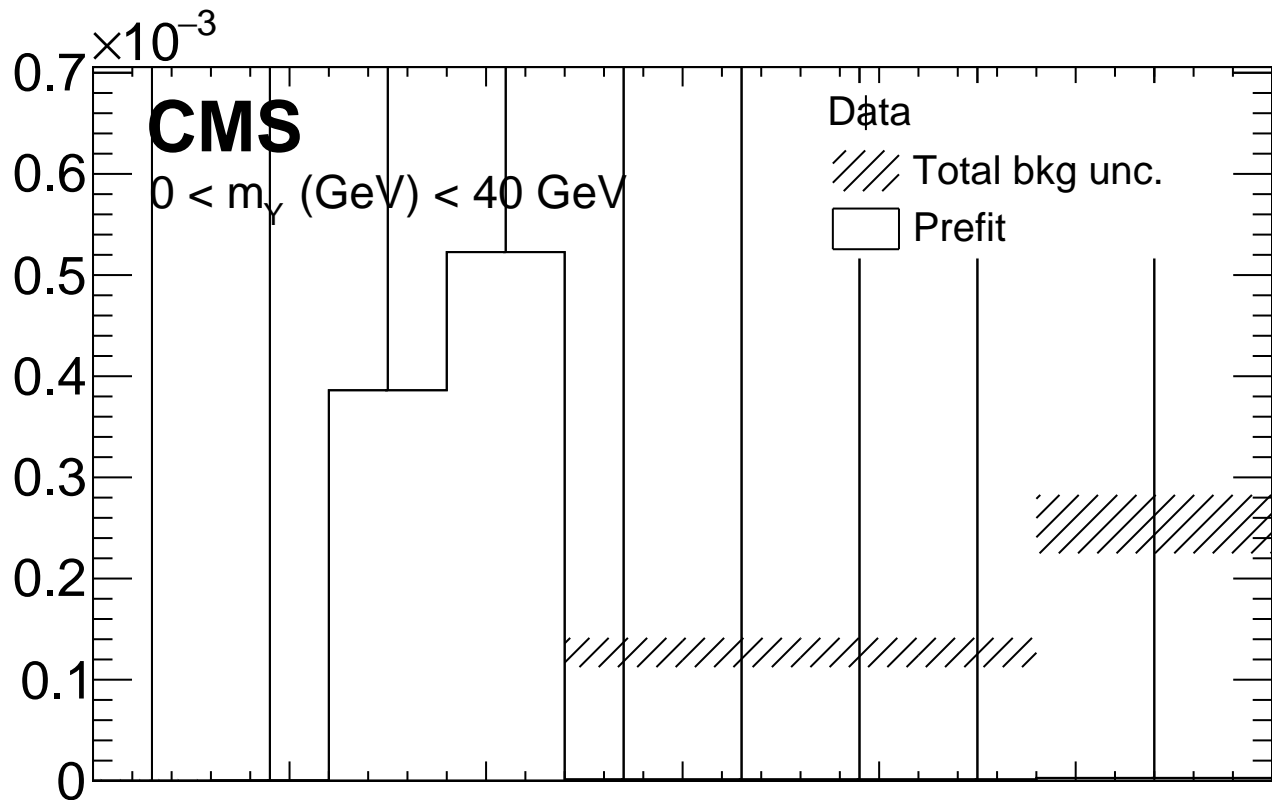 ×10⁻³
0.7
CMS
0 < m_Y (GeV) < 40 GeV
Data
Total bkg unc.
Prefit
0.6
0.5
0.4
0.3
0.2
0.1
0